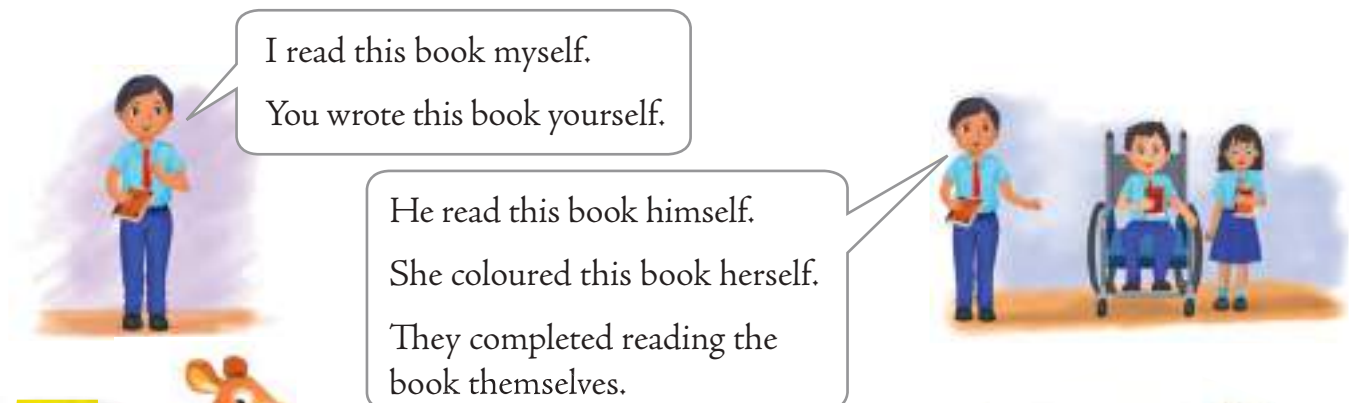 I read this book myself.
You wrote this book yourself.
He read this book himself.
She coloured this book herself.
They completed reading the
book themselves.